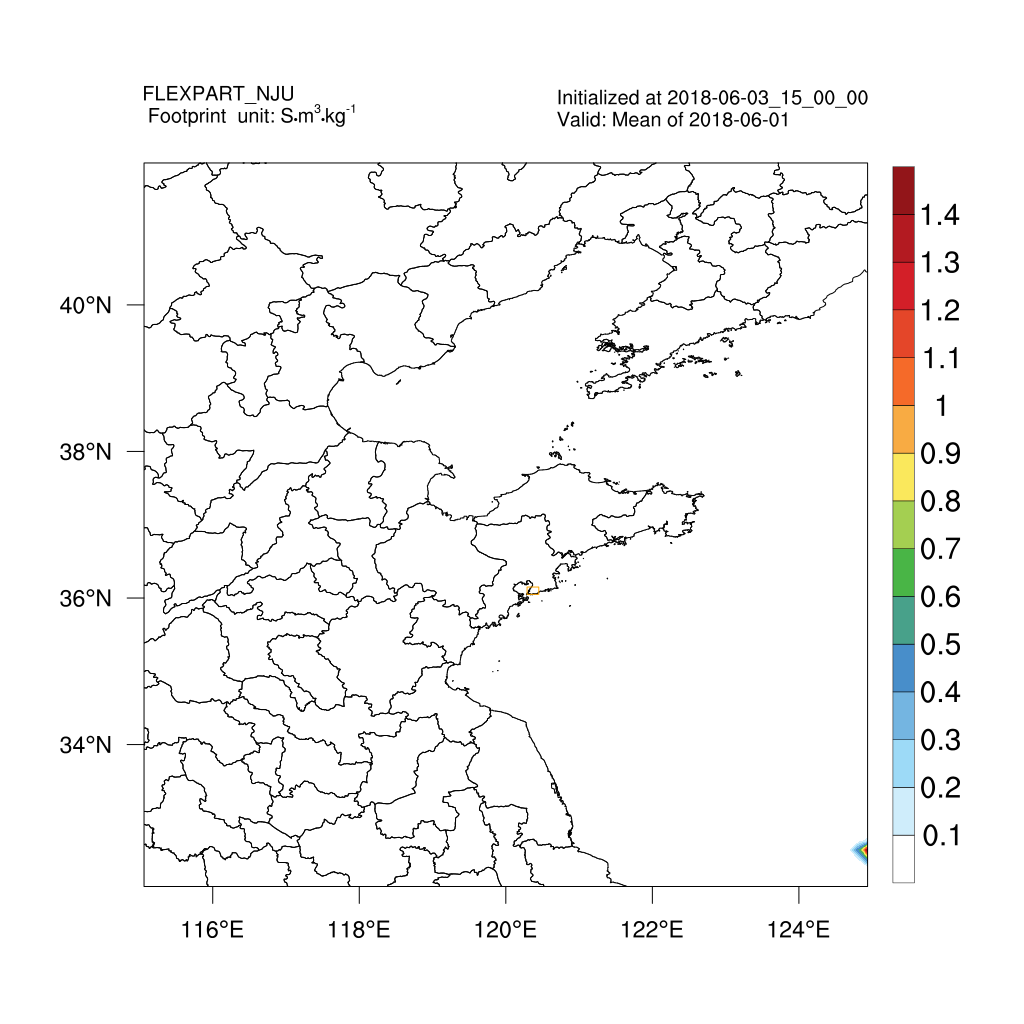 FLEXPART_NJU
Footprint unit: S•m³•kg⁻¹
Initialized at 2018-06-03_15_00_00
Valid: Mean of 2018-06-01
40°N
38°N
36°N
34°N
116°E
118°E
120°E
122°E
124°E
1.4
1.3
1.2
1.1
1
0.9
0.8
0.7
0.6
0.5
0.4
0.3
0.2
0.1